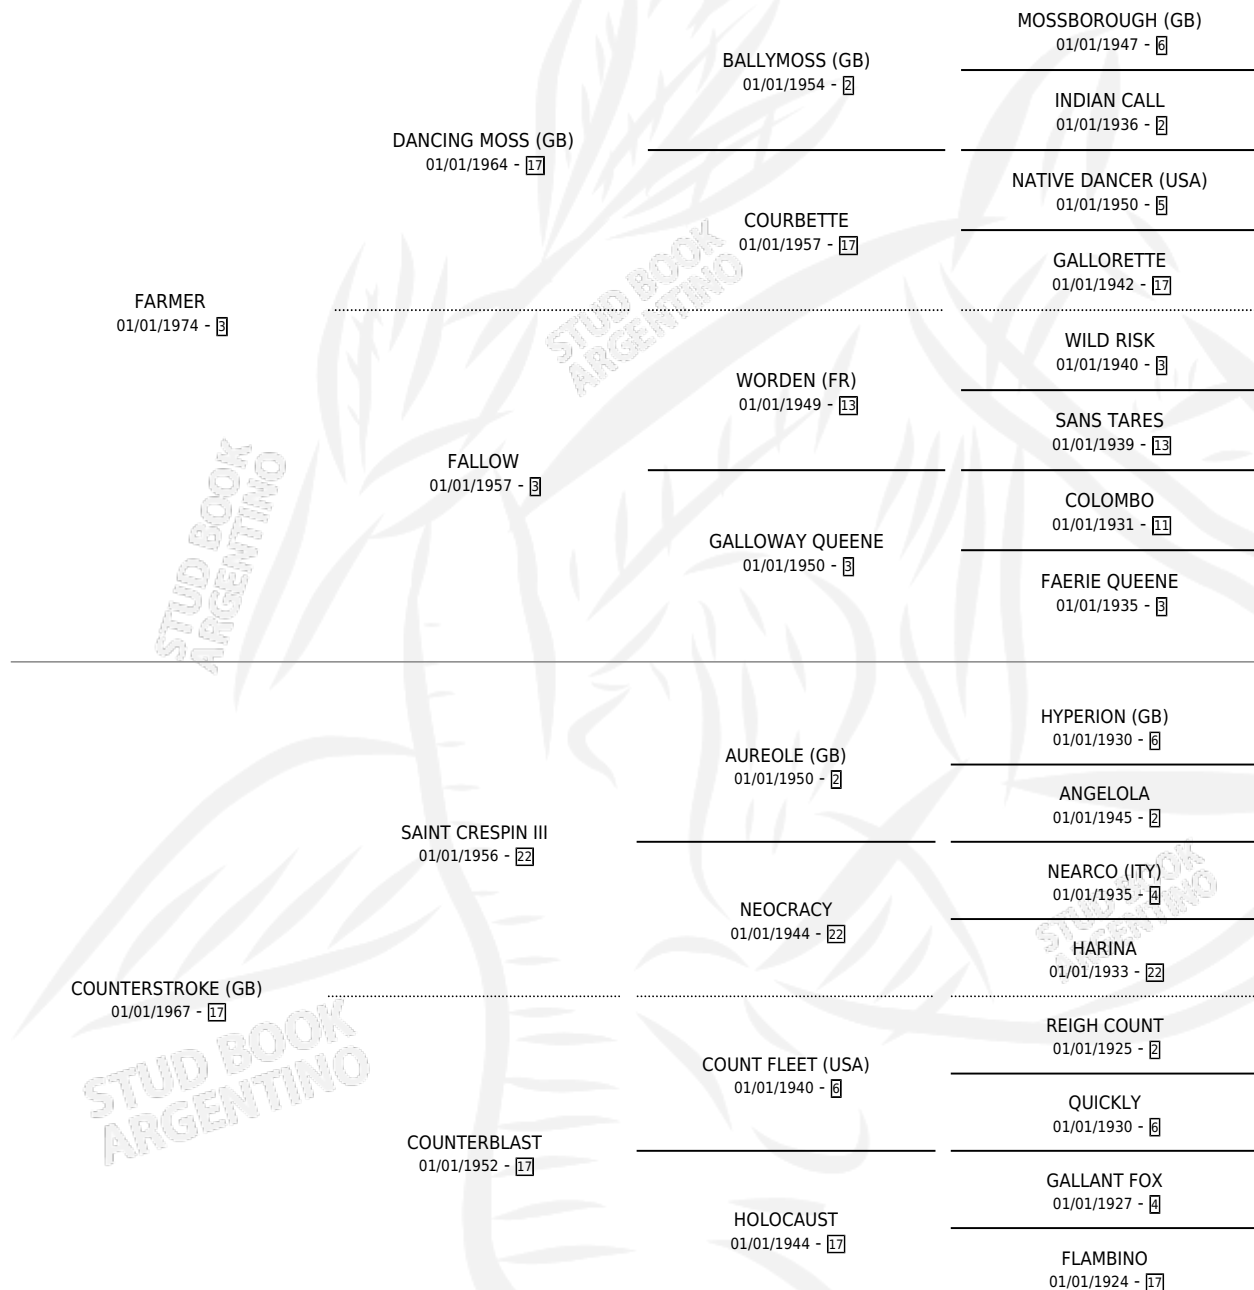 MOSSBOROUGH (GB)
01/01/1947 - 6
BALLYMOSS (GB)
01/01/1954 - 2
INDIAN CALL
01/01/1936 - 2
DANCING MOSS (GB)
01/01/1964 - 17
NATIVE DANCER (USA)
01/01/1950 - 5
COURBETTE
01/01/1957 - 17
GALLORETTE
01/01/1942 - 17
FARMER
01/01/1974 - 3
WILD RISK
01/01/1940 - 3
WORDEN (FR)
01/01/1949 - 13
SANS TARES
01/01/1939 - 13
FALLOW
01/01/1957 - 3
COLOMBO
01/01/1931 - 11
GALLOWAY QUEENE
01/01/1950 - 3
FAERIE QUEENE
01/01/1935 - 3
STUD BOOK
ARGENTINO
STUD BOOK
ARGENTINO
HYPERION (GB)
01/01/1930 - 6
AUREOLE (GB)
01/01/1950 - 2
ANGELOLA
01/01/1945 - 2
SAINT CRESPIN III
01/01/1956 - 22
NEARCO (ITY)
01/01/1935 - 4
NEOCRACY
01/01/1944 - 22
HARINA
01/01/1933 - 22
COUNTERSTROKE (GB)
01/01/1967 - 17
REIGH COUNT
01/01/1925 - 2
COUNT FLEET (USA)
01/01/1940 - 6
QUICKLY
01/01/1930 - 6
COUNTERBLAST
01/01/1952 - 17
GALLANT FOX
01/01/1927 - 4
HOLOCAUST
01/01/1944 - 17
FLAMBINO
01/01/1924 - 17
STUD BOOK
ARGENTINO
STUD BOOK
ARGENTINO